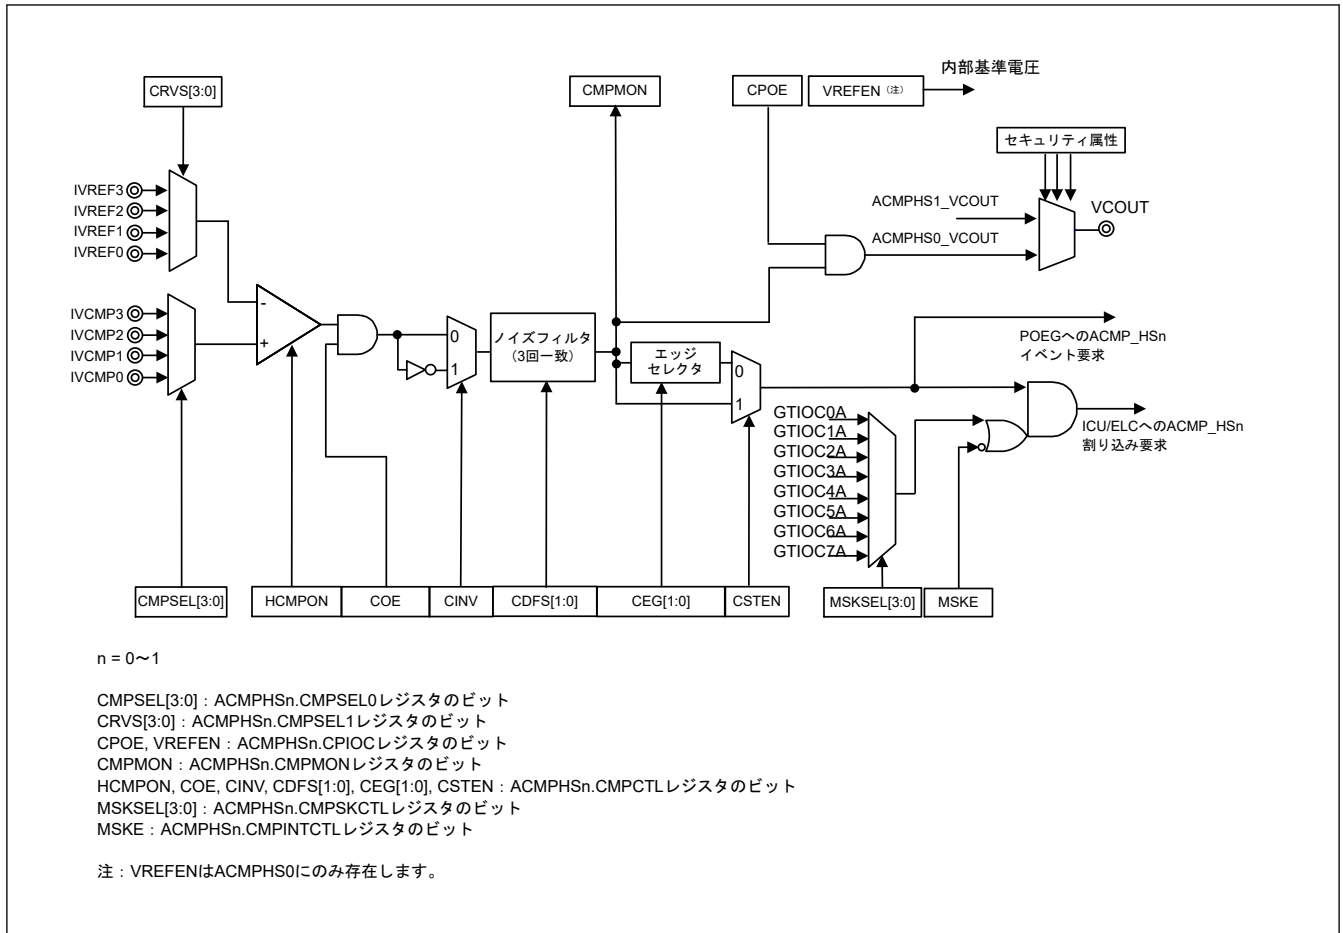 内部基準電圧
CRVS[3:0]
CMPMON
CPOE
VREFEN（注）
セキュリティ属性
IVREF3
IVREF2
IVREF1
IVREF0
ACMPHS1_VCOUT
VCOUT
ACMPHS0_VCOUT
IVCMP3
IVCMP2
IVCMP1
IVCMP0
-
+
0
1
ノイズフィルタ
（3回一致）
エッジ
セレクタ
0
1
POEGへのACMP_HSn
イベント要求
GTIOC0A
GTIOC1A
GTIOC2A
GTIOC3A
GTIOC4A
GTIOC5A
GTIOC6A
GTIOC7A
ICU/ELCへのACMP_HSn
割り込み要求
CMPSEL[3:0]
HCMPON
COE
CINV
CDFS[1:0]
CEG[1:0]
CSTEN
MSKSEL[3:0]
MSKE
n = 0〜1
CMPSEL[3:0]：ACMPHSn.CMPSEL0レジスタのビット
CRVS[3:0]：ACMPHSn.CMPSEL1レジスタのビット
CPOE, VREFEN：ACMPHSn.CPIOCレジスタのビット
CMPMON：ACMPHSn.CMPMONレジスタのビット
HCMPON, COE, CINV, CDFS[1:0], CEG[1:0], CSTEN：ACMPHSn.CMPCTLレジスタのビット
MSKSEL[3:0]：ACMPHSn.CMPSKCTLレジスタのビット
MSKE：ACMPHSn.CMPINTCTLレジスタのビット
注：VREFENはACMPHS0にのみ存在します。